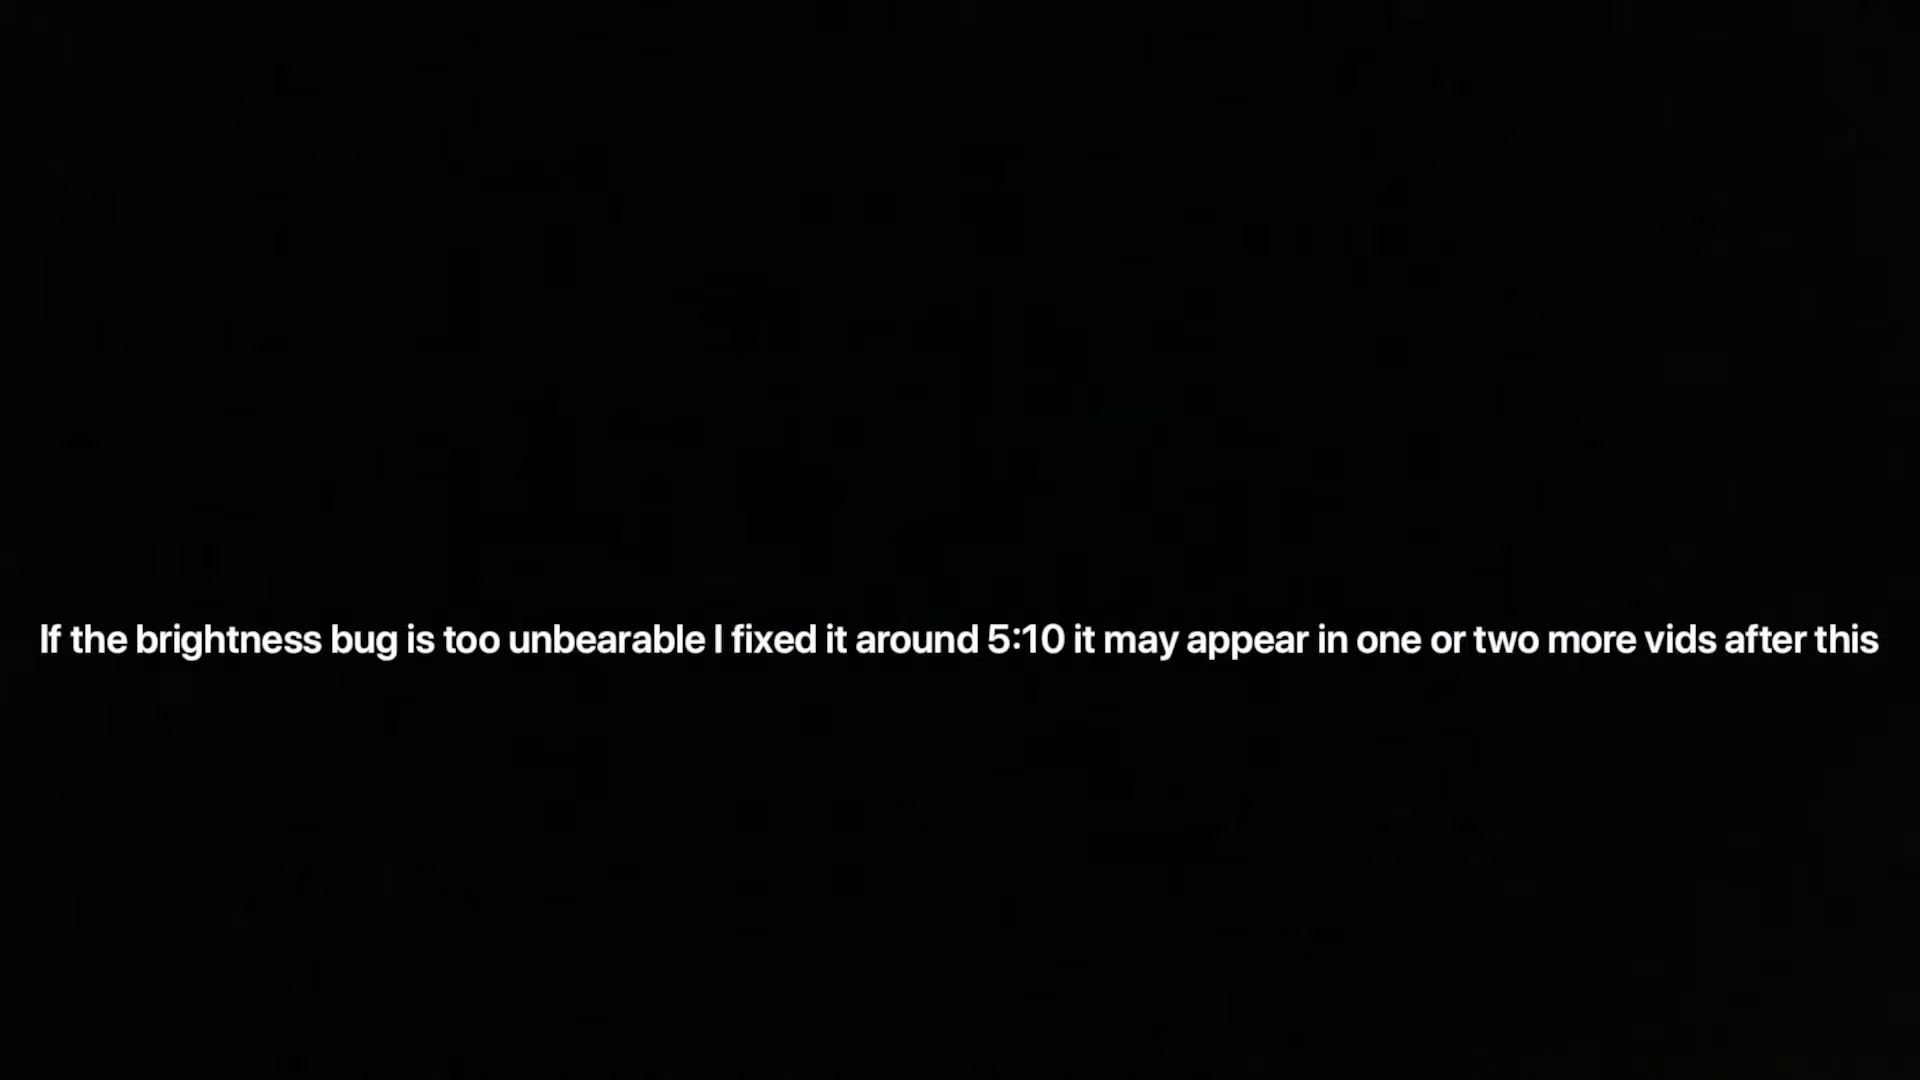 If the brightness bug is too unbearable I fixed it around 5:10 it may appear in one or two more vids after this